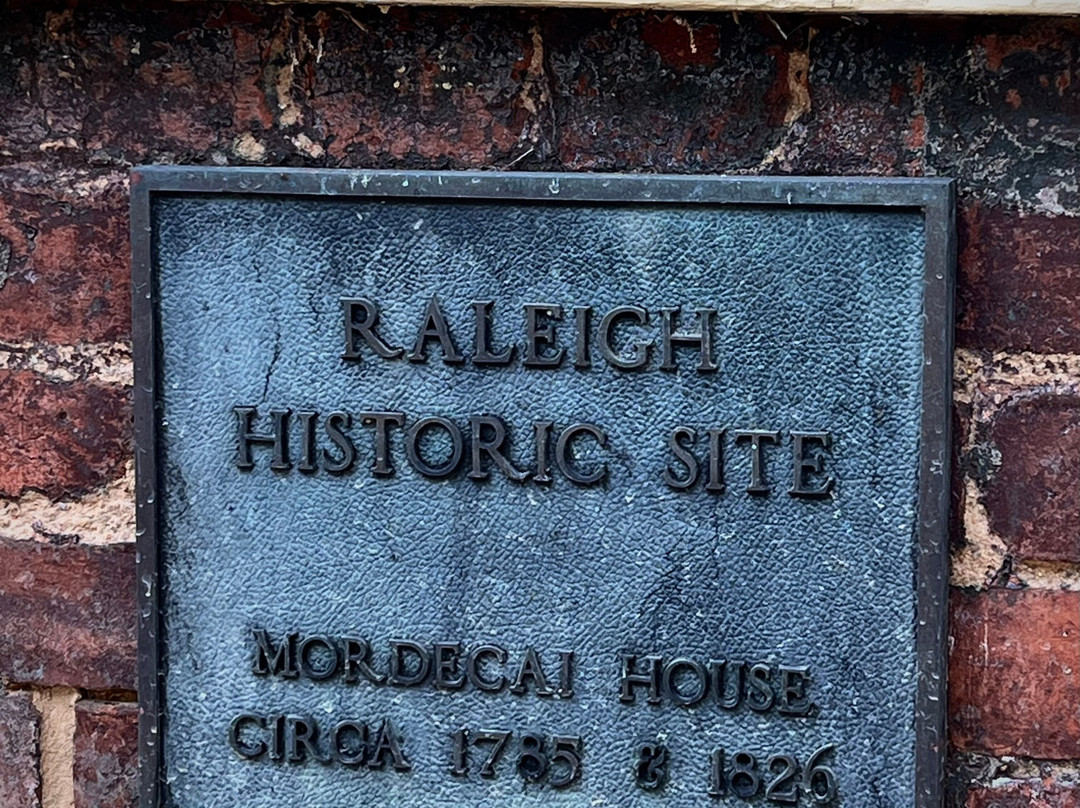 RALEIGH
HISTORIC SITE
MORDECAI HOUSE
CIRCA 1785 & 1826